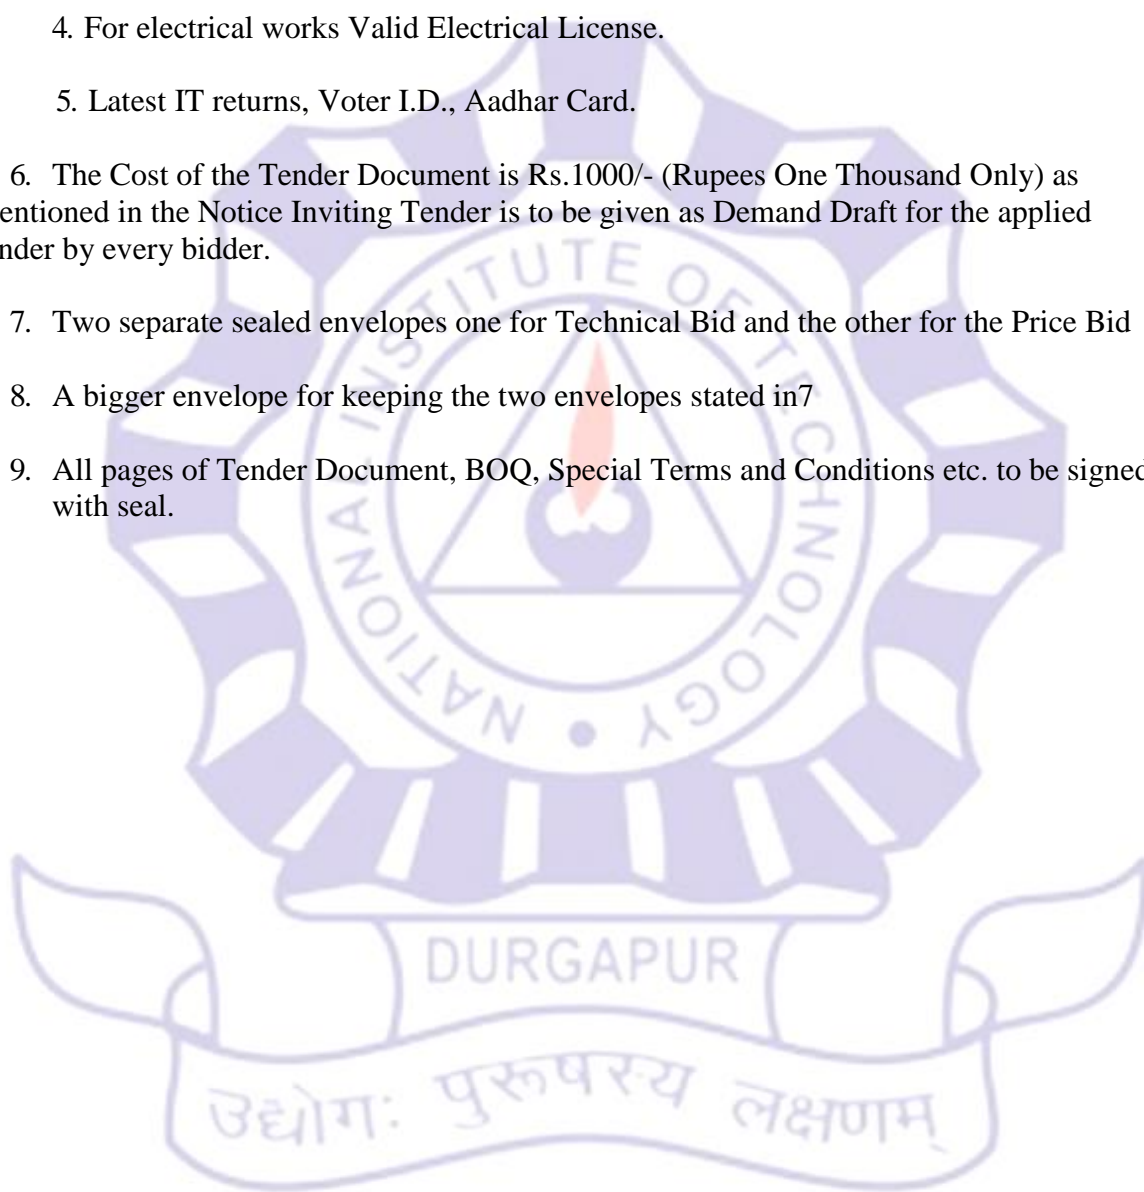 4. For electrical works Valid Electrical License.
5. Latest IT returns, Voter I.D., Aadhar Card.
6. The Cost of the Tender Document is Rs.1000/- (Rupees One Thousand Only) as
entioned in the Notice Inviting Tender is to be given as Demand Draft for the applied
nder by every bidder.
7. Two separate sealed envelopes one for Technical Bid and the other for the Price Bid
8. A bigger envelope for keeping the two envelopes stated in7
9. All pages of Tender Document, BOQ, Special Terms and Conditions etc. to be signed
with seal.
NATIONAL INSTITUTE OF TECHNOLOGY
DURGAPUR
उद्योगः पुरुषस्य लक्षणम्